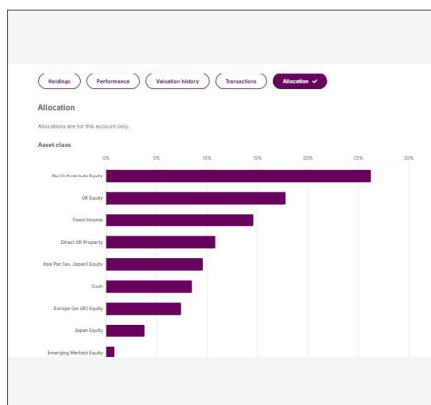 Holdings Performance Valuation history Transactions Allocation ✓
Allocation
Allocations are for this account only.
Asset class
0% 5% 10% 15% 20% 25% 30%
North American Equity
UK Equity
Fixed Income
Direct UK Property
Asia Pac (ex. Japan) Equity
Cash
Europe (ex UK) Equity
Japan Equity
Emerging Markets Equity